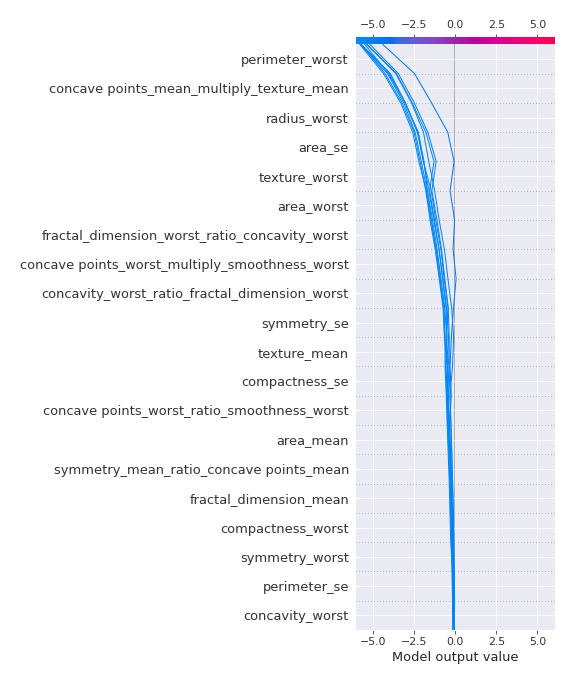 −5.0 −2.5 0.0 2.5 5.0
perimeter_worst
concave points_mean_multiply_texture_mean
radius_worst
area_se
texture_worst
area_worst
fractal_dimension_worst_ratio_concavity_worst
concave points_worst_multiply_smoothness_worst
concavity_worst_ratio_fractal_dimension_worst
symmetry_se
texture_mean
compactness_se
concave points_worst_ratio_smoothness_worst
area_mean
symmetry_mean_ratio_concave points_mean
fractal_dimension_mean
compactness_worst
symmetry_worst
perimeter_se
concavity_worst
−5.0 −2.5 0.0 2.5 5.0
Model output value